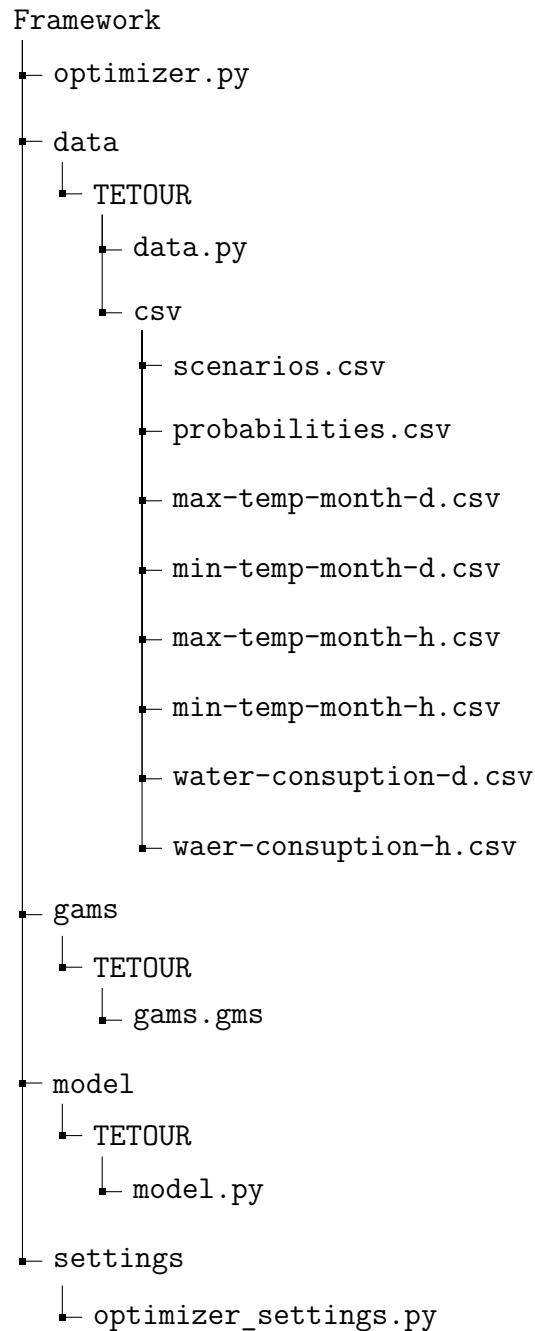 Framework
optimizer.py
data
TETOUR
data.py
csv
scenarios.csv
probabilities.csv
max-temp-month-d.csv
min-temp-month-d.csv
max-temp-month-h.csv
min-temp-month-h.csv
water-consuption-d.csv
waer-consuption-h.csv
gams
TETOUR
gams.gms
model
TETOUR
model.py
settings
optimizer_settings.py